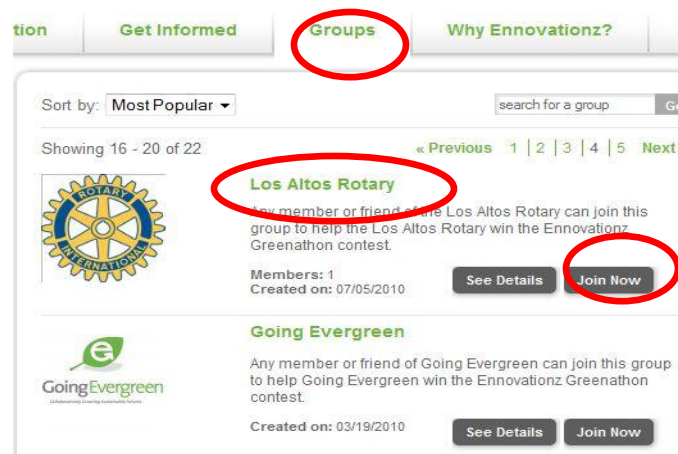 tion Get Informed Groups Why Ennovationz?
Sort by: Most Popular search for a group
Showing 16 - 20 of 22 « Previous 1 | 2 | 3 | 4 | 5 Next
ROTARY
INTERNATIONAL
Los Altos Rotary
Any member or friend of the Los Altos Rotary can join this
group to help the Los Altos Rotary win the Ennovationz
Greenathon contest.
Members: 1
Created on: 07/05/2010
See Details Join Now
GoingEvergreen
Going Evergreen
Any member or friend of Going Evergreen can join this group
to help Going Evergreen win the Ennovationz Greenathon
contest.
Created on: 03/19/2010
See Details Join Now